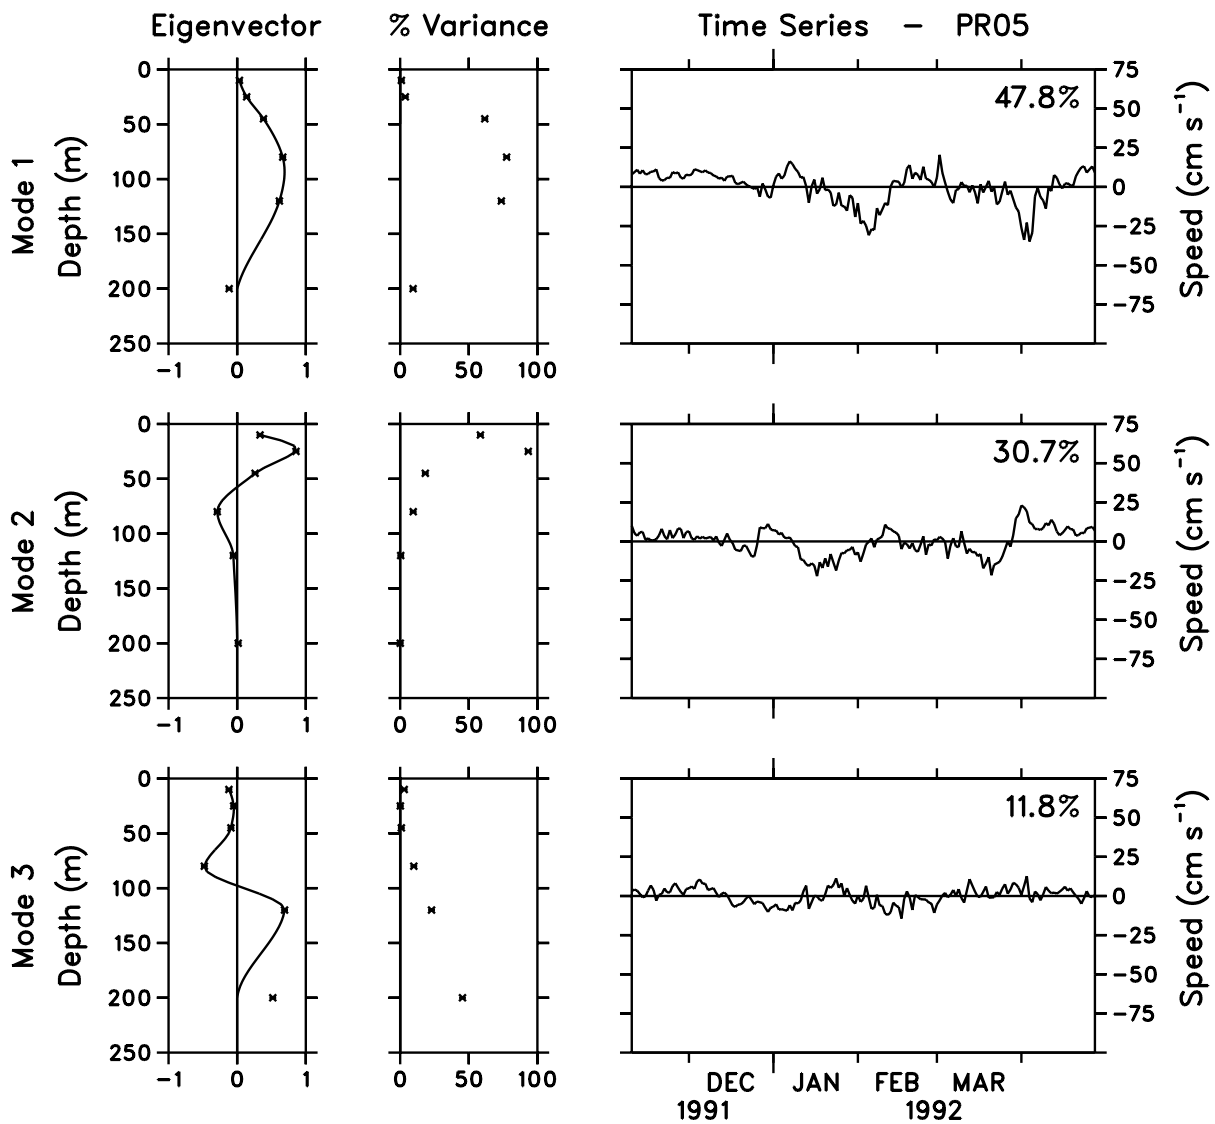 Eigenvector % Variance Time Series - PR05
Mode 1
Depth (m)
0
50
100
150
200
250
-1 0 1
0 50 100
47.8%
75
50
25
0
-25
-50
-75
Speed (cm s⁻¹)
Mode 2
Depth (m)
0
50
100
150
200
250
-1 0 1
0 50 100
30.7%
75
50
25
0
-25
-50
-75
Speed (cm s⁻¹)
Mode 3
Depth (m)
0
50
100
150
200
250
-1 0 1
0 50 100
11.8%
75
50
25
0
-25
-50
-75
Speed (cm s⁻¹)
DEC JAN FEB MAR
1991 1992